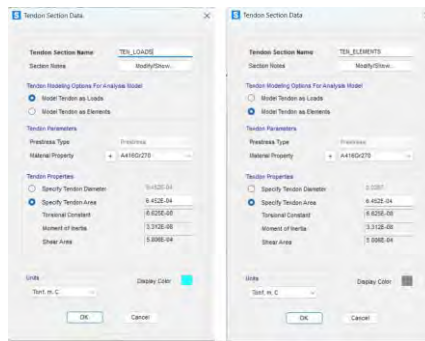 Tendon Section Data
Tendon Section Name TEN_LOADS
Section Notes Modify/Show...
Tendon Modeling Options For Analysis Model
Model Tendon as Loads
Model Tendon as Elements
Tendon Parameters
Prestress Type Prestress
Material Property + A416Gr270
Tendon Properties
Specify Tendon Diameter
Specify Tendon Area 6.452E-04
Torsional Constant 6.625E-08
Moment of Inertia 3.312E-08
Shear Area 5.806E-04
Units
Display Color
Tonf, m, C
OK Cancel
Tendon Section Data
Tendon Section Name TEN_ELEMENTS
Section Notes Modify/Show...
Tendon Modeling Options For Analysis Model
Model Tendon as Loads
Model Tendon as Elements
Tendon Parameters
Prestress Type Prestress
Material Property + A416Gr270
Tendon Properties
Specify Tendon Diameter
Specify Tendon Area 6.452E-04
Torsional Constant 6.625E-08
Moment of Inertia 3.312E-08
Shear Area 5.806E-04
Units
Display Color
Tonf, m, C
OK Cancel